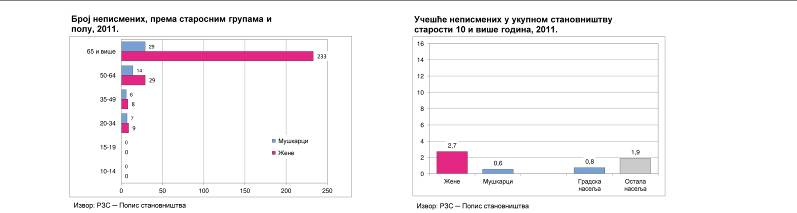 Број неписмених, према старосним групама и
полу, 2011.
65 и више
29
233
50-64
14
29
35-49
6
8
20-34
7
9
15-19
0
0
10-14
0
0
Мушкарци
Жене
0 50 100 150 200 250
Извор: РЗС — Попис становништва
Учешће неписмених у укупном становништву
старости 10 и више година, 2011.
16
14
12
10
8
6
4
2
0
2,7
0,6
0,8
1,9
Жене Мушкарци Градска Остала
насеља насеља
Извор: РЗС — Попис становништва